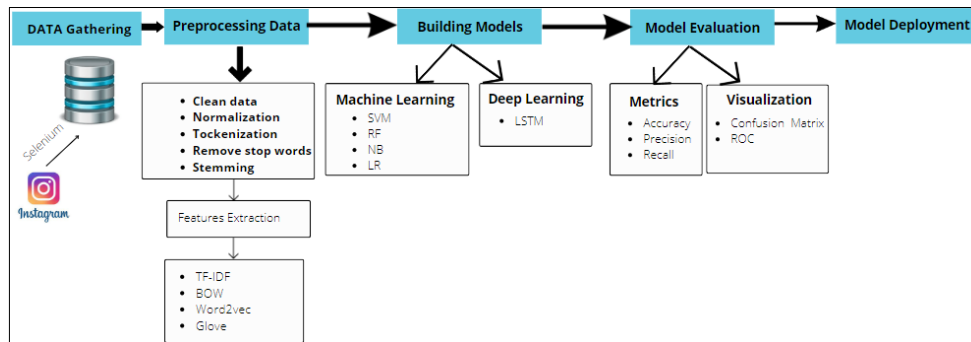 DATA Gathering
Preprocessing Data
Building Models
Model Evaluation
Model Deployment
Selenium
Instagram
Clean data
Normalization
Tockenization
Remove stop words
Stemming
Features Extraction
TF-IDF
BOW
Word2vec
Glove
Machine Learning
SVM
RF
NB
LR
Deep Learning
LSTM
Metrics
Accuracy
Precision
Recall
Visualization
Confusion Matrix
ROC